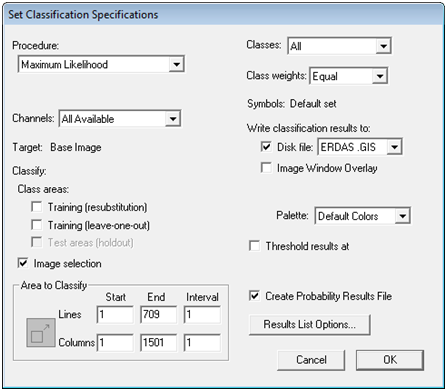 Set Classification Specifications
Procedure:
Maximum Likelihood
Channels: All Available
Target: Base Image
Classify:
Class areas:
Training (resubstitution)
Training (leave-one-out)
Test areas (holdout)
Image selection
Area to Classify
Start End Interval
Lines 1 709 1
Columns 1 1501 1
Classes: All
Class weights: Equal
Symbols: Default set
Write classification results to:
Disk file: ERDAS .GIS
Image Window Overlay
Palette: Default Colors
Threshold results at
Create Probability Results File
Results List Options...
Cancel OK